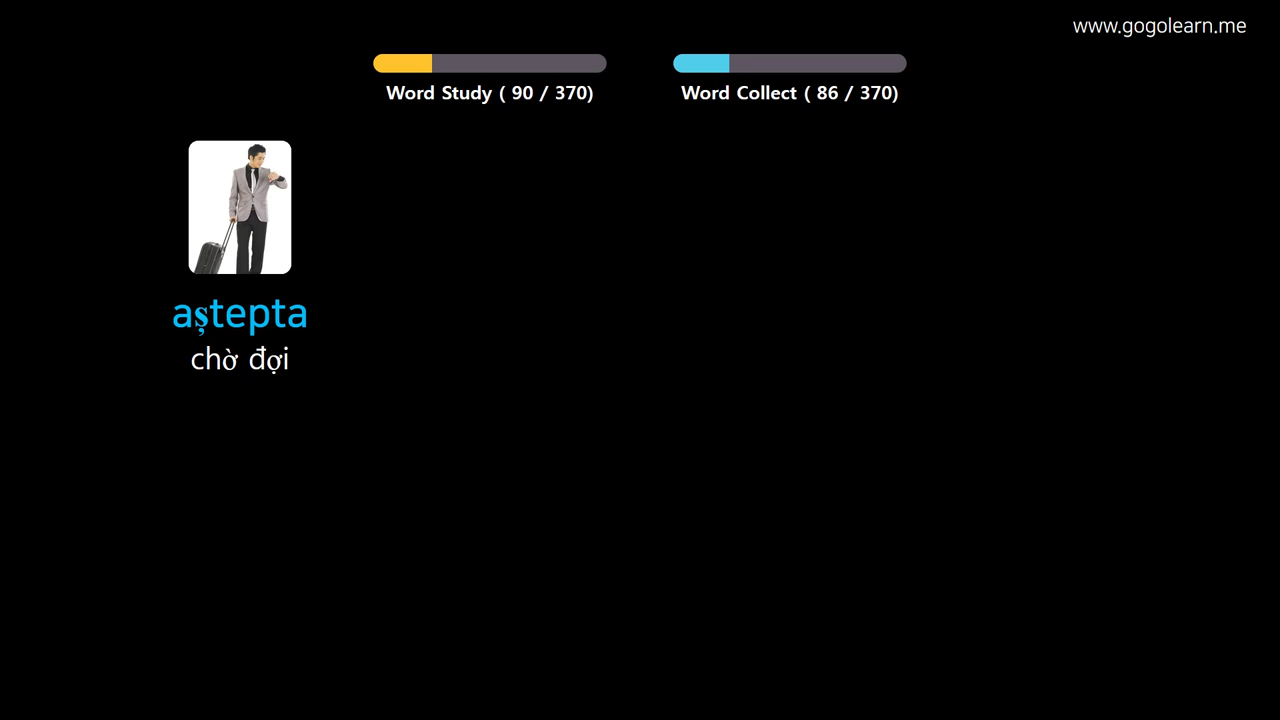 www.gogolearn.me
Word Study ( 90 / 370)
Word Collect ( 86 / 370)
aștepta
chờ đợi